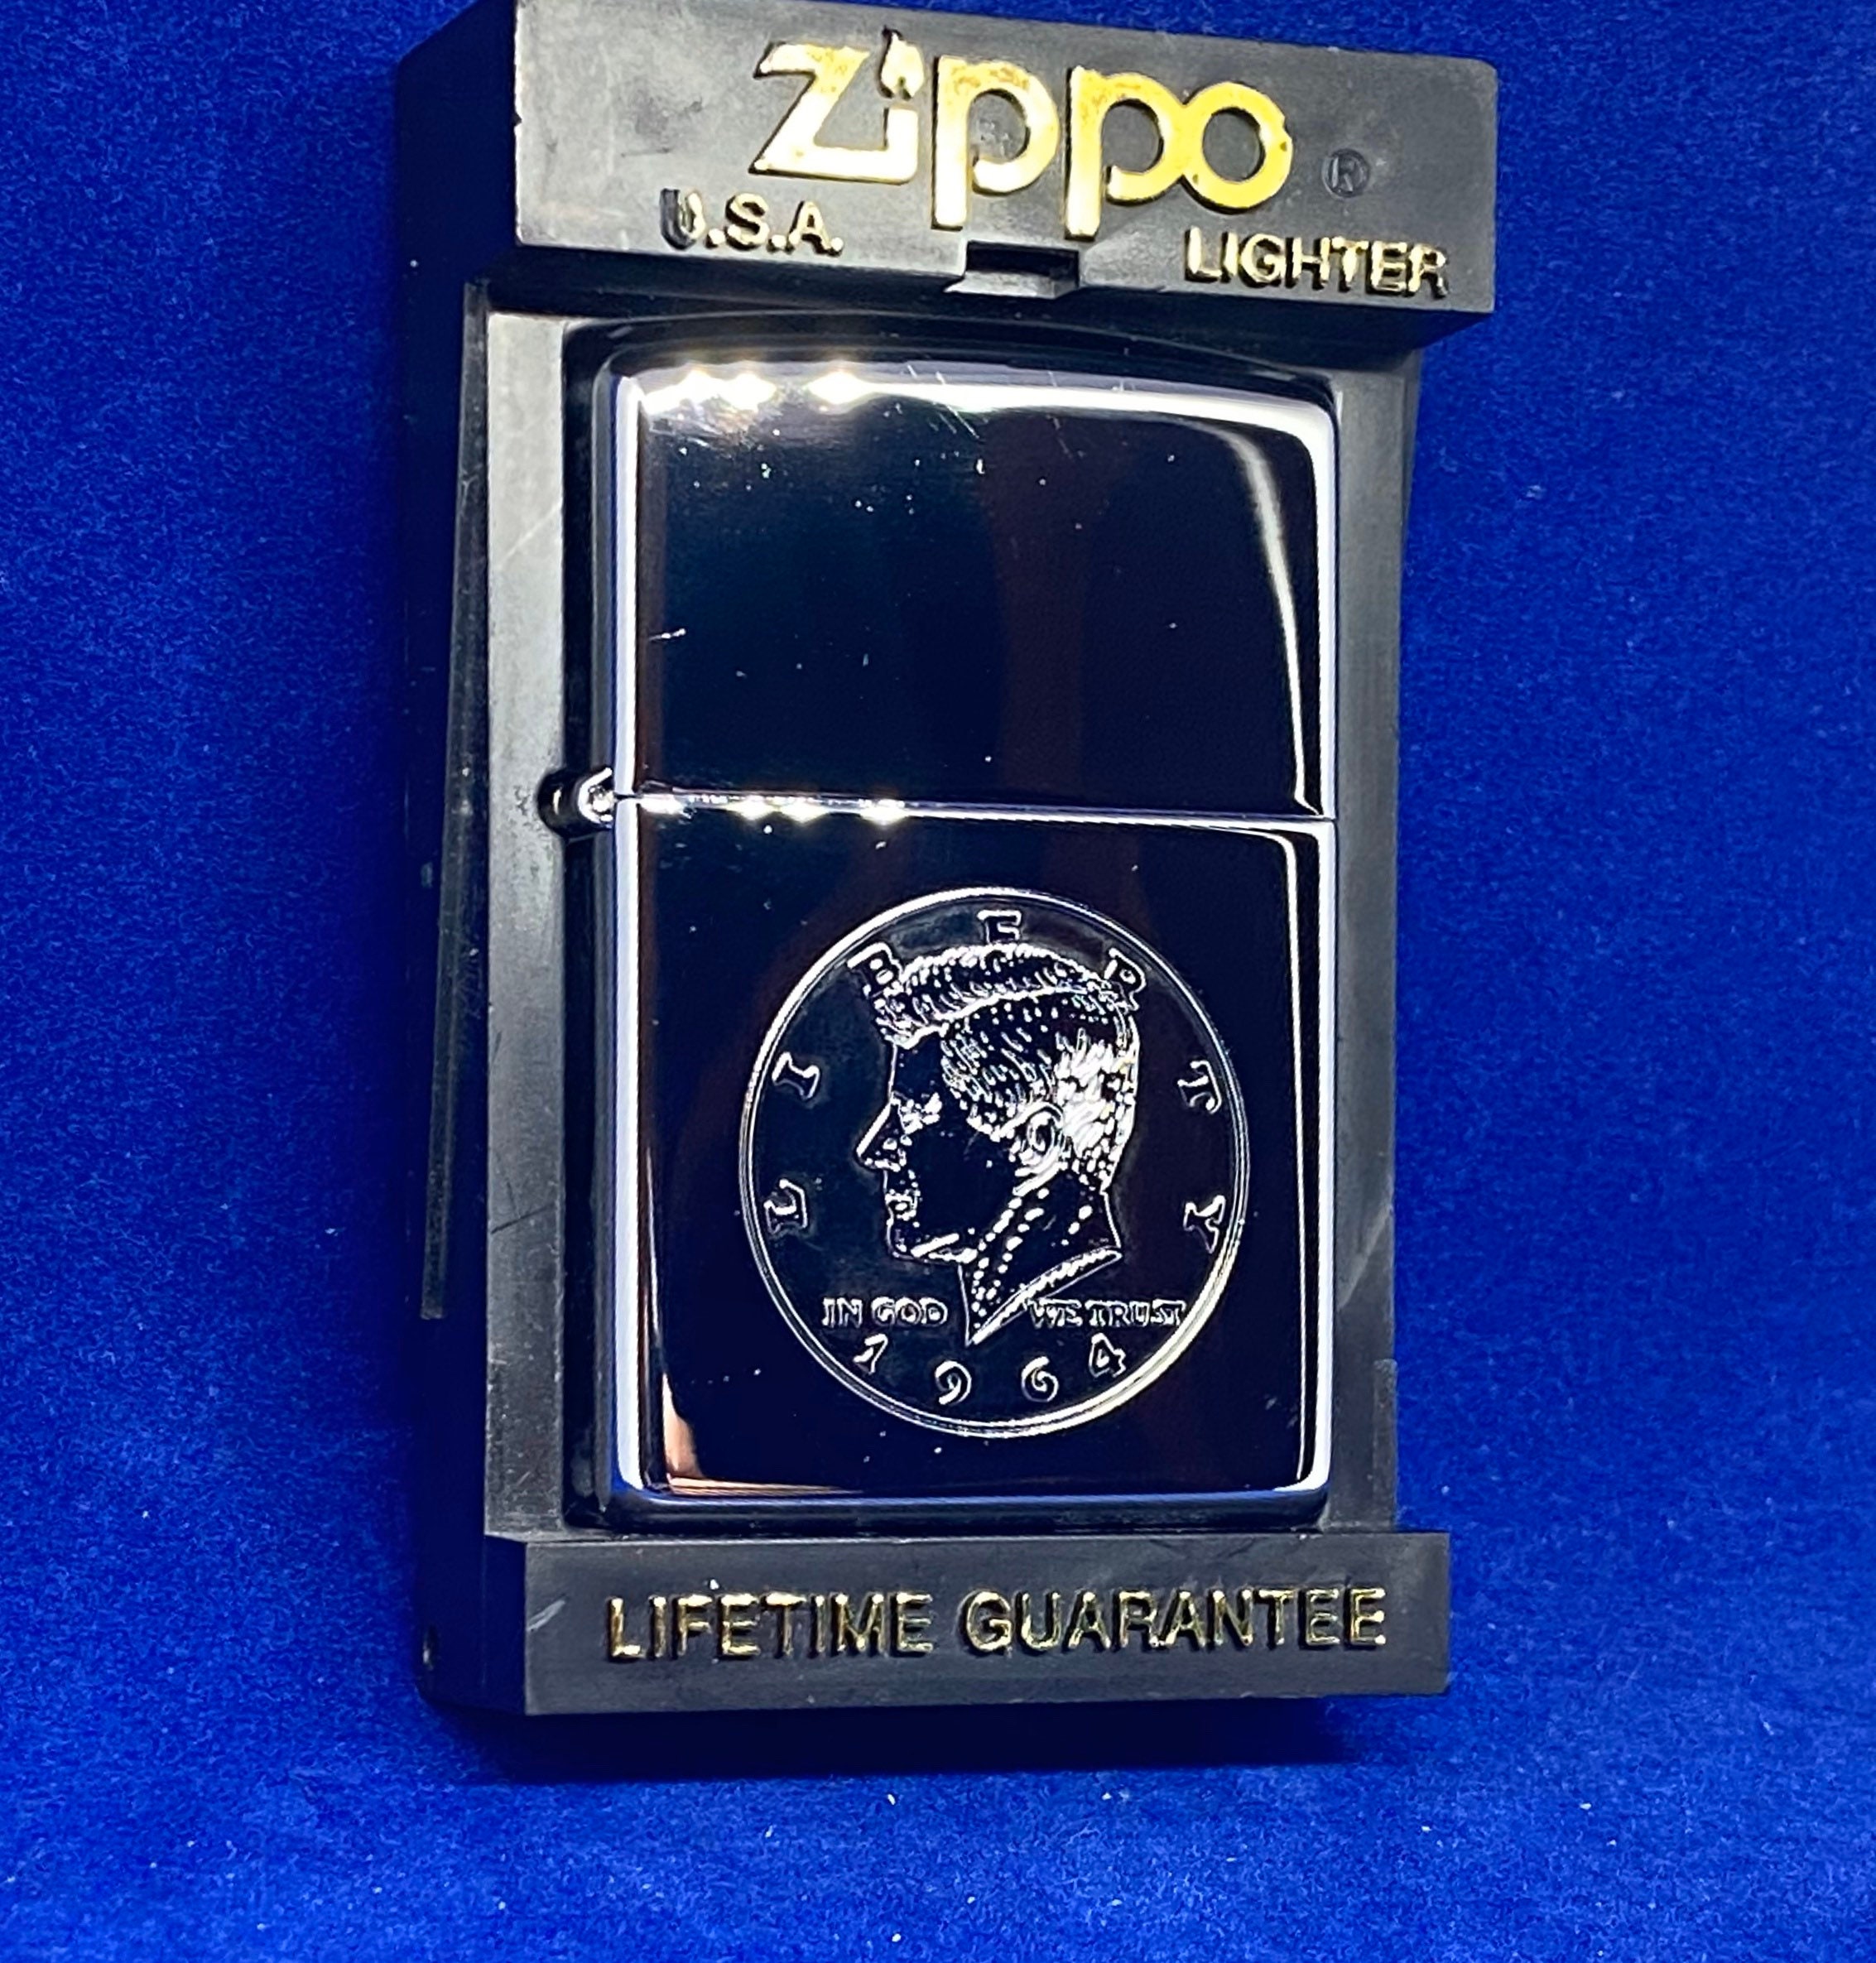 Zippo ®
U.S.A. LIGHTER
LIBERTY
IN GOD WE TRUST
1964
LIFETIME GUARANTEE